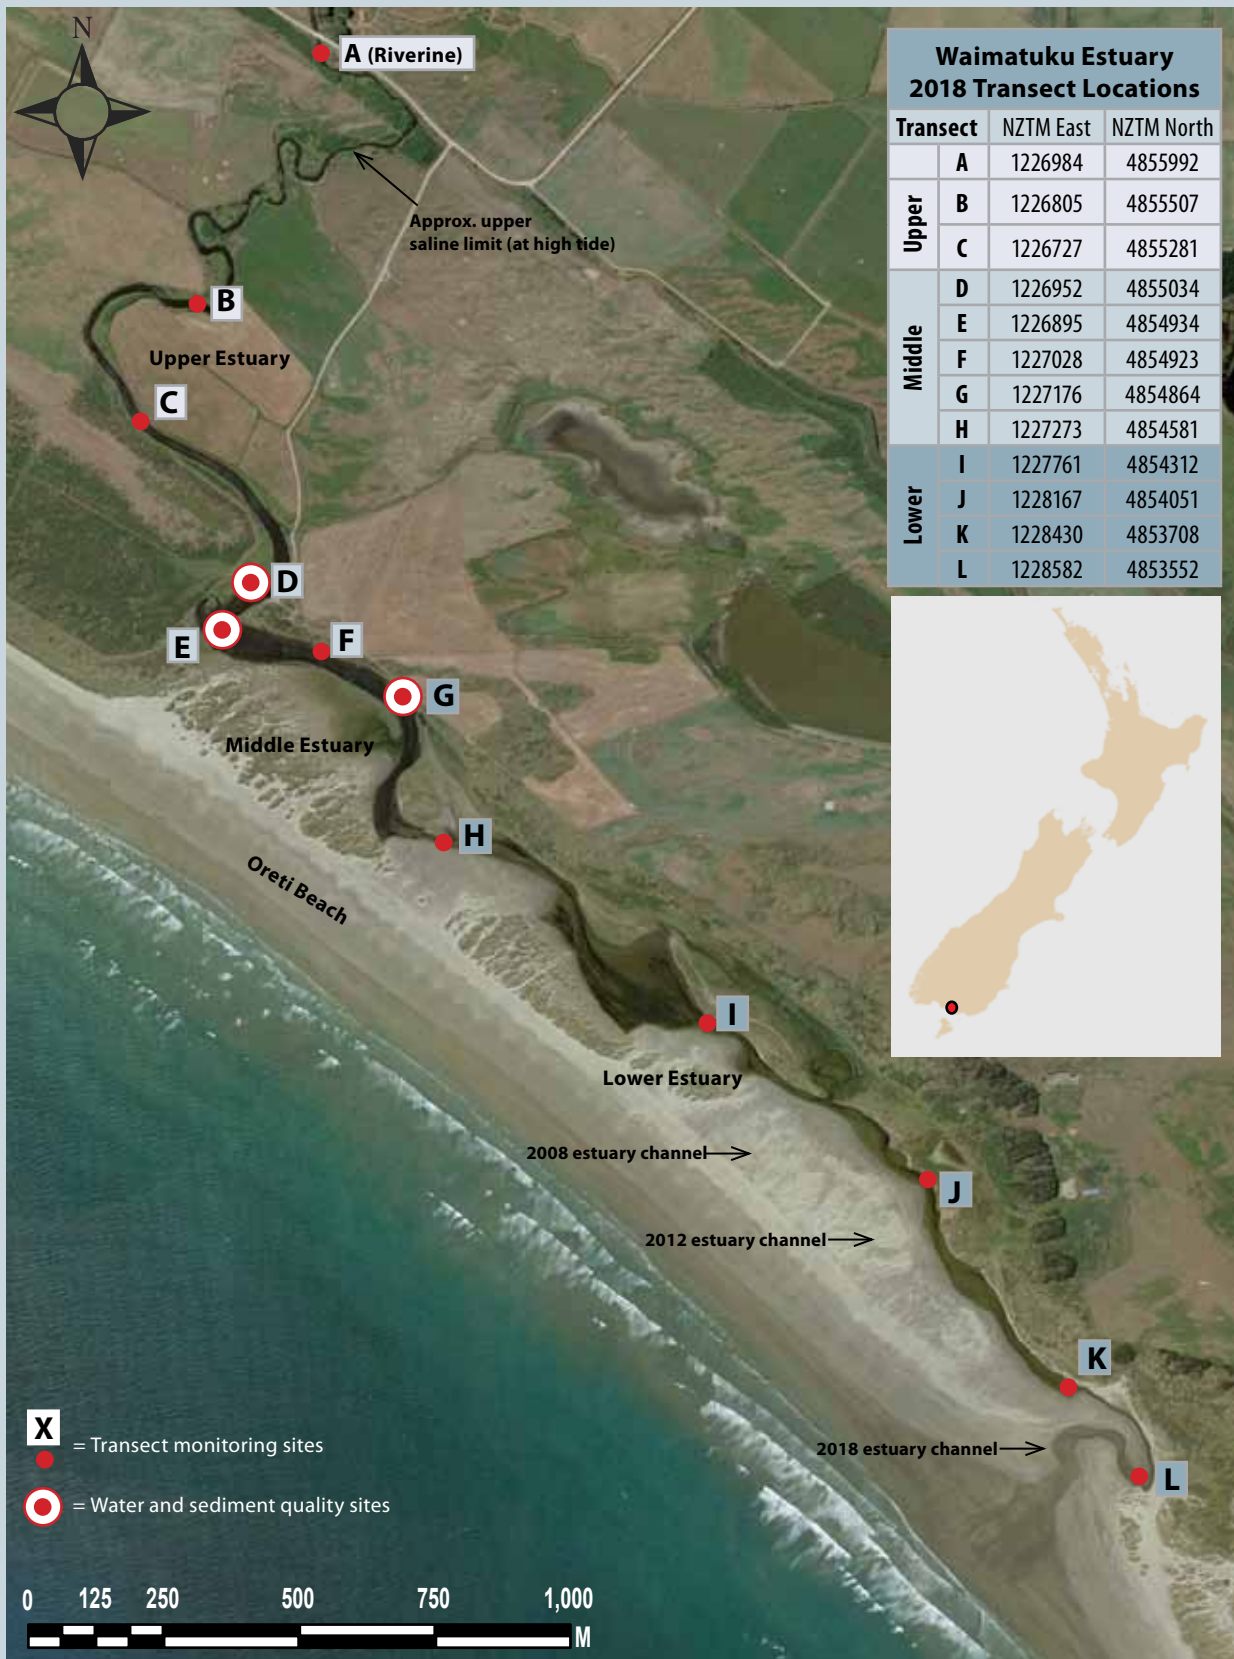 N
A (Riverine)
Waimatuku Estuary
2018 Transect Locations
Transect NZTM East NZTM North
A 1226984 4855992
Upper
B 1226805 4855507
C 1226727 4855281
Middle
D 1226952 4855034
E 1226895 4854934
F 1227028 4854923
G 1227176 4854864
H 1227273 4854581
Lower
I 1227761 4854312
J 1228167 4854051
K 1228430 4853708
L 1228582 4853552
Approx. upper
saline limit (at high tide)
B
Upper Estuary
C
D
E
F
G
Middle Estuary
H
Oreti Beach
I
Lower Estuary
2008 estuary channel
J
2012 estuary channel
K
2018 estuary channel
L
X
= Transect monitoring sites
= Water and sediment quality sites
0 125 250 500 750 1,000
M